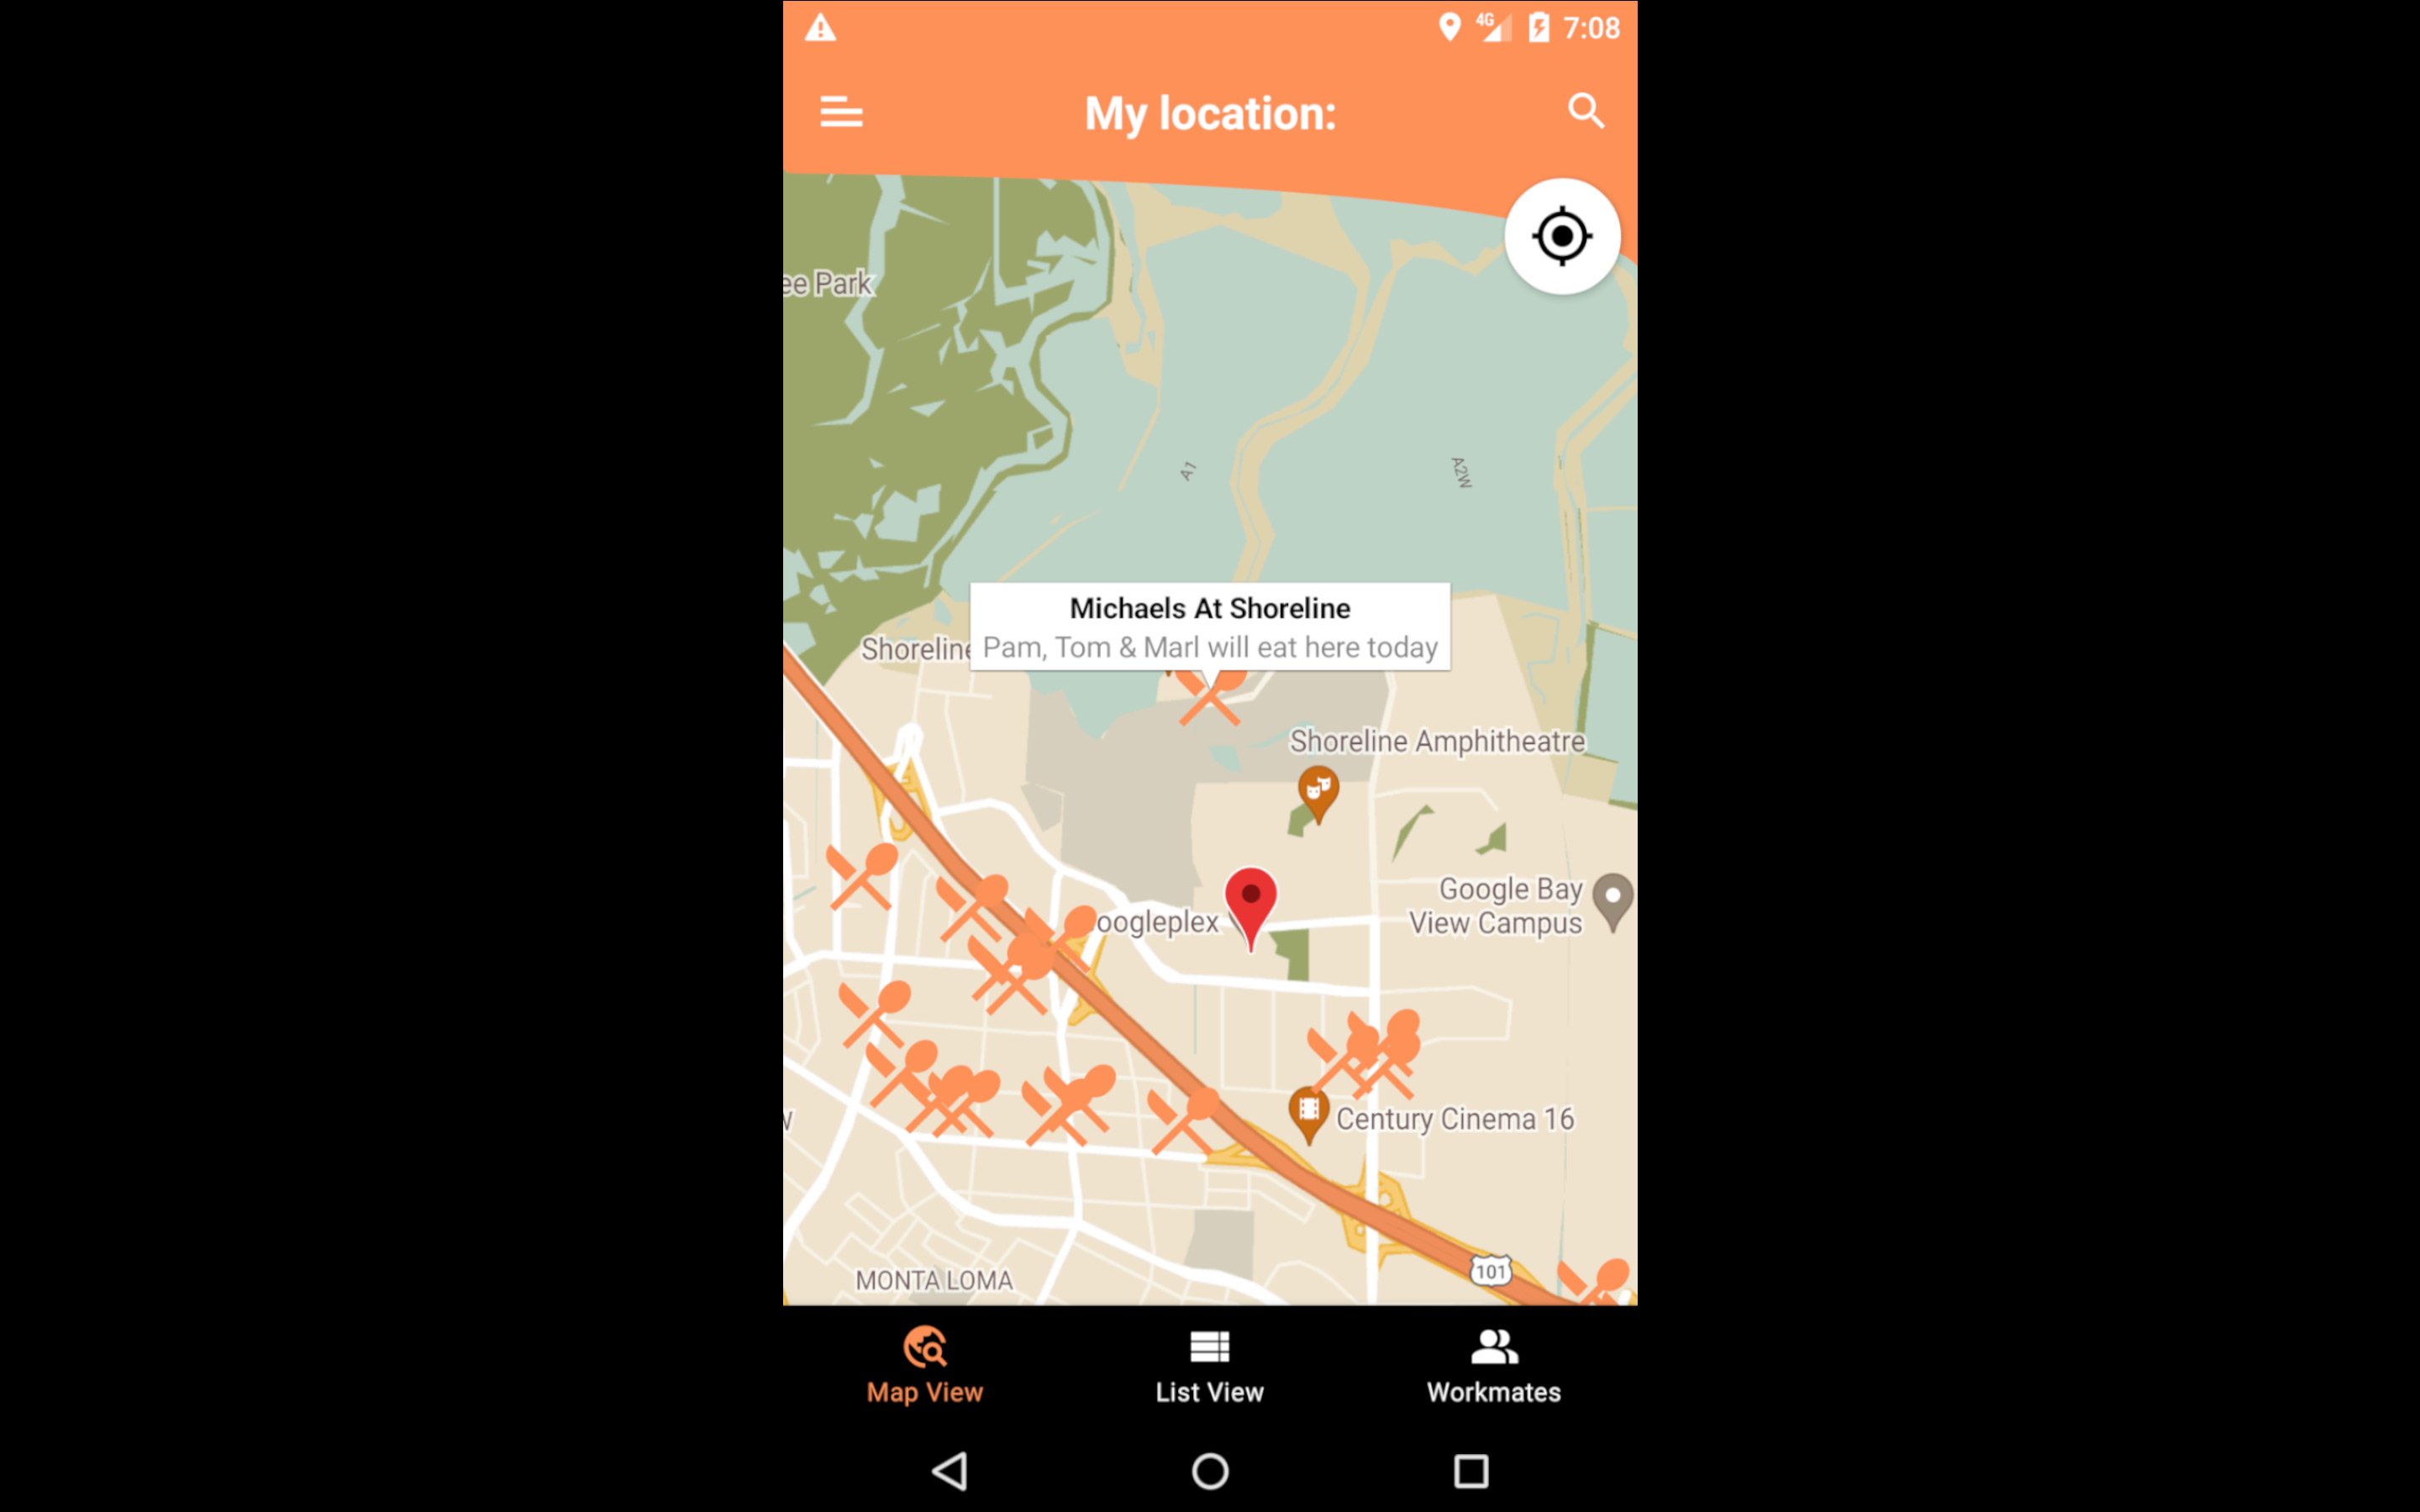 4G 7:08
My location:
ee Park
A1
A2W
Michaels At Shoreline
Pam, Tom & Marl will eat here today
Shoreline
Shoreline Amphitheatre
Google Bay
View Campus
oogleplex
Century Cinema 16
101
MONTA LOMA
Map View
List View
Workmates